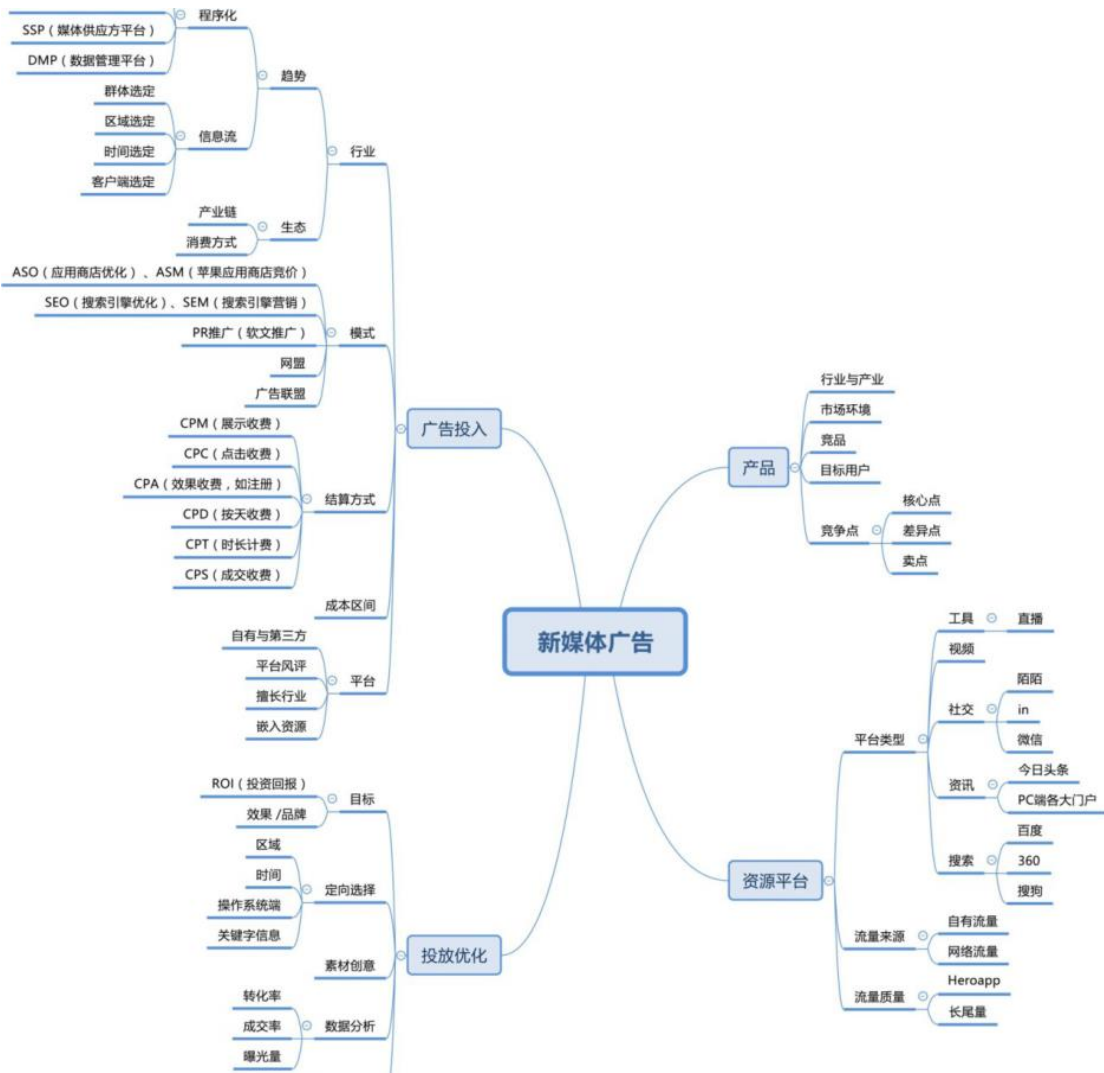 程序化
SSP（媒体供应方平台）
DMP（数据管理平台）
趋势
群体选定
区域选定
信息流
时间选定
客户端选定
行业
产业链
生态
消费方式
ASO（应用商店优化）、ASM（苹果应用商店竞价）
SEO（搜索引擎优化）、SEM（搜索引擎营销）
PR推广（软文推广）
模式
网盟
广告联盟
广告投入
CPM（展示收费）
CPC（点击收费）
CPA（效果收费，如注册）
结算方式
CPD（按天收费）
CPT（时长计费）
CPS（成交收费）
成本区间
自有与第三方
平台风评
平台
擅长行业
嵌入资源
新媒体广告
ROI（投资回报）
目标
效果 /品牌
区域
时间
定向选择
操作系统端
关键字信息
投放优化
素材创意
转化率
成交率
数据分析
曝光量
产品
行业与产业
市场环境
竞品
目标用户
竞争点
核心点
差异点
卖点
资源平台
平台类型
工具
直播
视频
社交
陌陌
in
微信
资讯
今日头条
PC端各大门户
搜索
百度
360
搜狗
流量来源
自有流量
网络流量
流量质量
Heroapp
长尾量